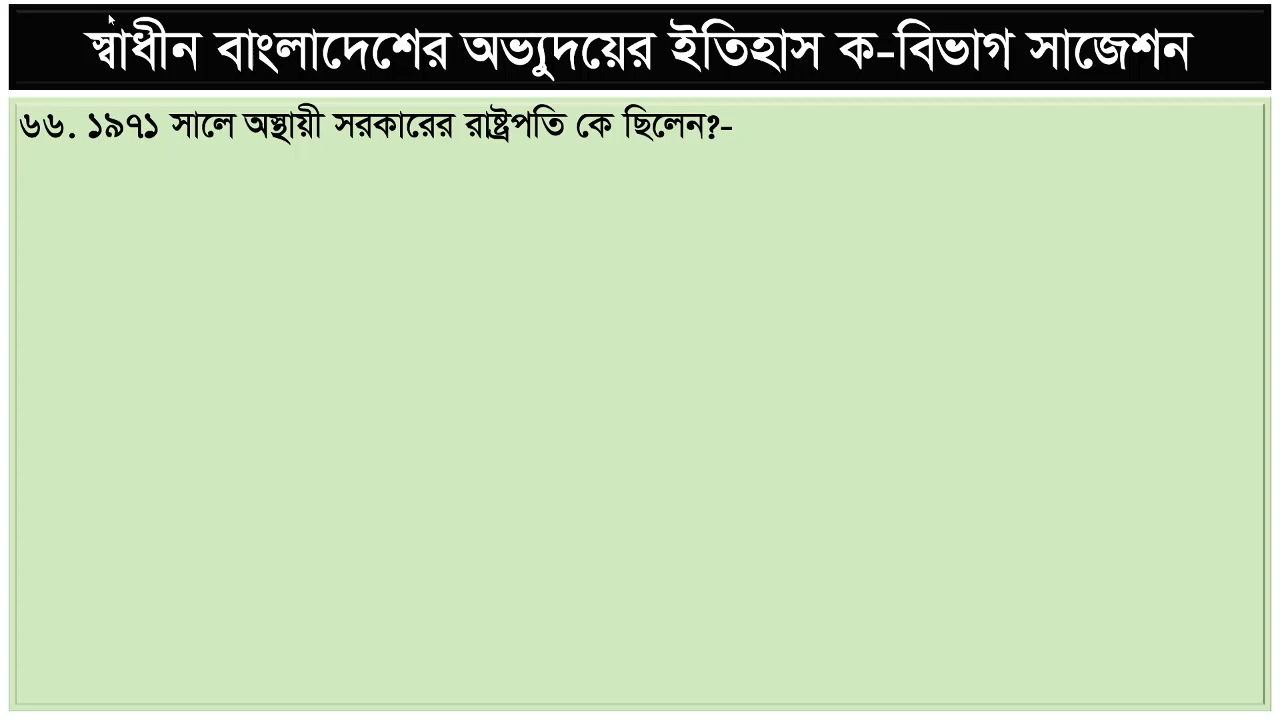 স্বাধীন বাংলাদেশের অভ্যুদয়ের ইতিহাস ক-বিভাগ সাজেশন
৬৬. ১৯৭১ সালে অস্থায়ী সরকারের রাষ্ট্রপতি কে ছিলেন?-